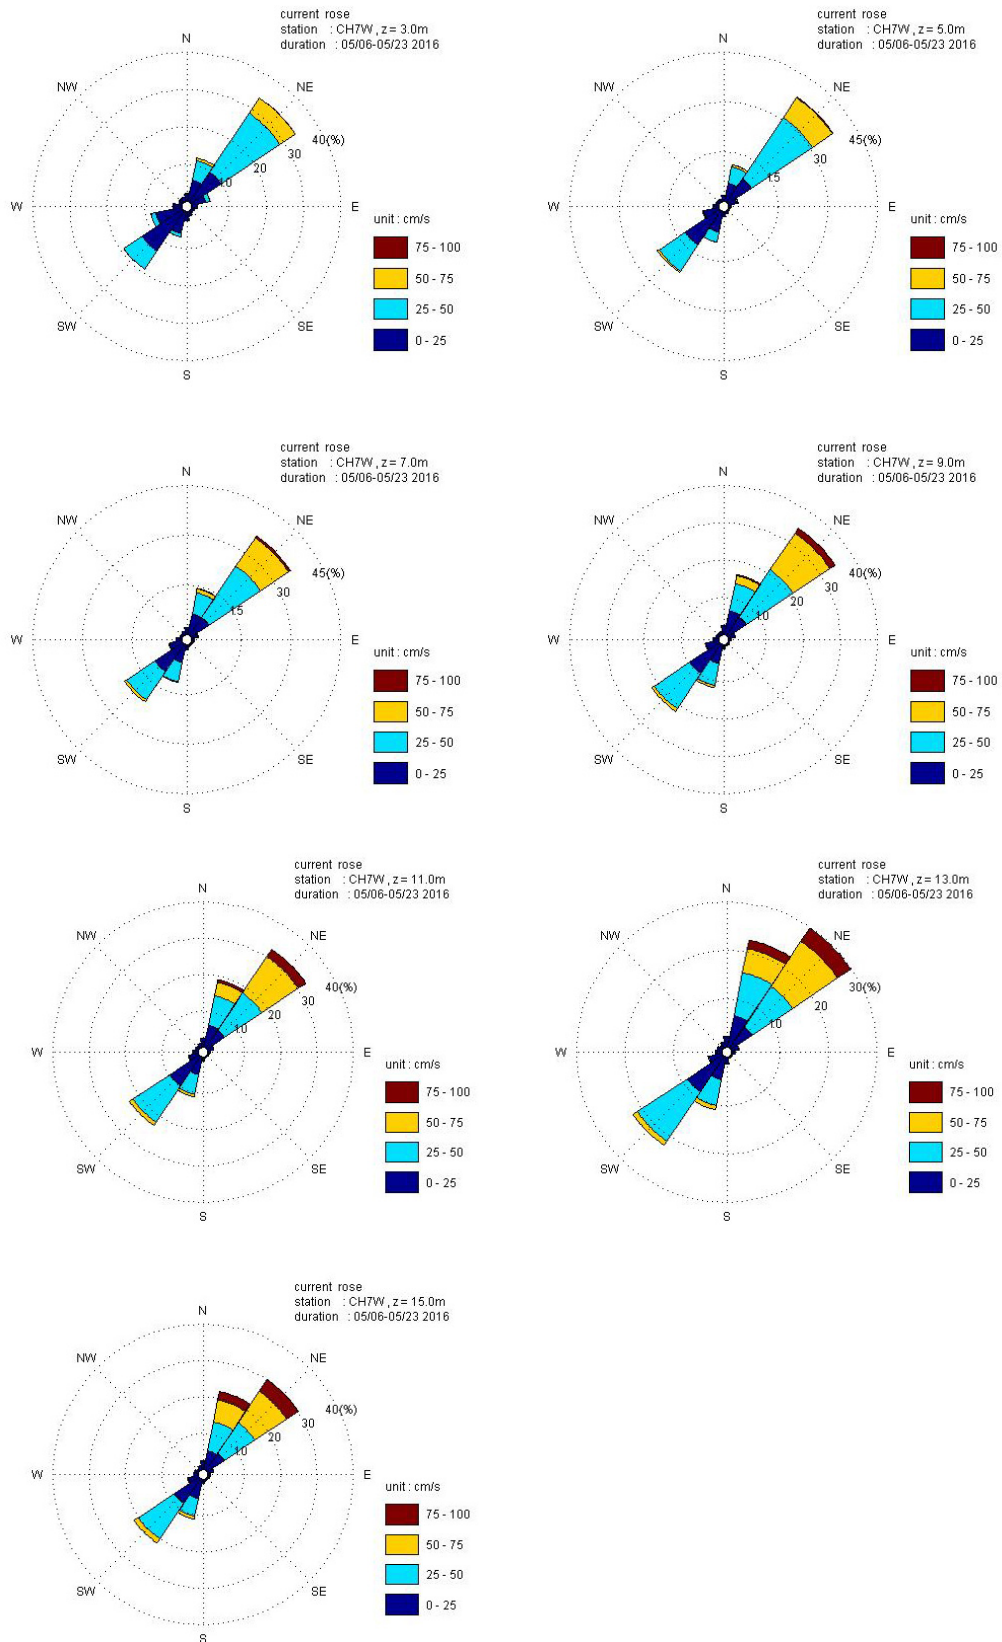 current rose
station : CH7W , z = 3.0m
duration : 05/06-05/23 2016
N
NW
NE
40(%)
30
20
10
W
E
unit : cm/s
75 - 100
50 - 75
25 - 50
0 - 25
SW
SE
S
current rose
station : CH7W , z = 5.0m
duration : 05/06-05/23 2016
N
NW
NE
45(%)
30
15
W
E
unit : cm/s
75 - 100
50 - 75
25 - 50
0 - 25
SW
SE
S
current rose
station : CH7W , z = 7.0m
duration : 05/06-05/23 2016
N
NW
NE
45(%)
30
15
W
E
unit : cm/s
75 - 100
50 - 75
25 - 50
0 - 25
SW
SE
S
current rose
station : CH7W , z = 9.0m
duration : 05/06-05/23 2016
N
NW
NE
40(%)
30
20
10
W
E
unit : cm/s
75 - 100
50 - 75
25 - 50
0 - 25
SW
SE
S
current rose
station : CH7W , z = 11.0m
duration : 05/06-05/23 2016
N
NW
NE
40(%)
30
20
10
W
E
unit : cm/s
75 - 100
50 - 75
25 - 50
0 - 25
SW
SE
S
current rose
station : CH7W , z = 13.0m
duration : 05/06-05/23 2016
N
NW
NE
30(%)
20
10
W
E
unit : cm/s
75 - 100
50 - 75
25 - 50
0 - 25
SW
SE
S
current rose
station : CH7W , z = 15.0m
duration : 05/06-05/23 2016
N
NW
NE
40(%)
30
20
10
W
E
unit : cm/s
75 - 100
50 - 75
25 - 50
0 - 25
SW
SE
S